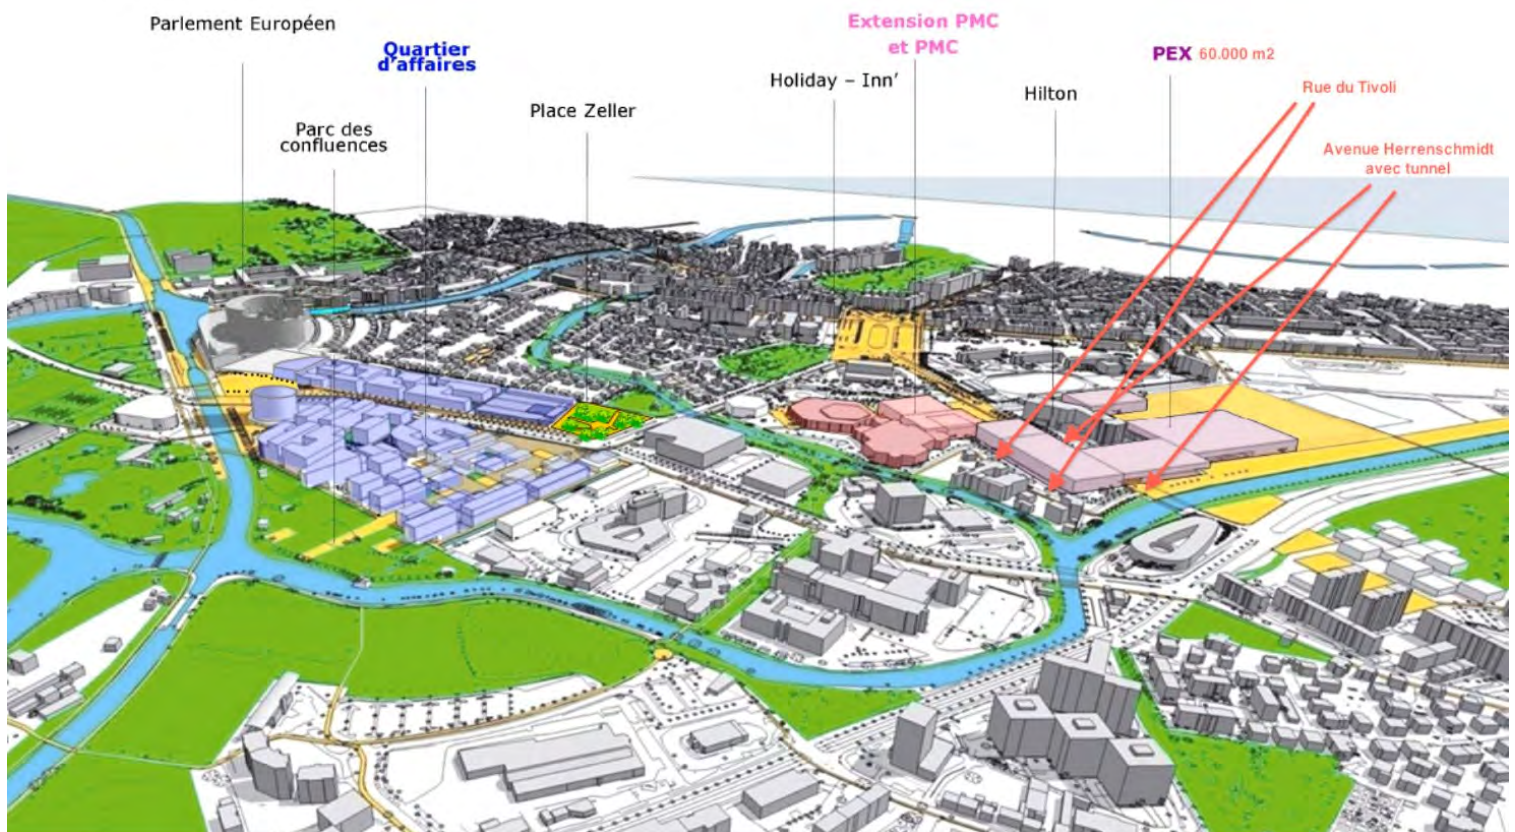 Parlement Européen
Quartier
d'affaires
Parc des
confluences
Place Zeller
Holiday – Inn'
Extension PMC
et PMC
Hilton
PEX 60.000 m2
Rue du Tivoli
Avenue Herrenschmidt
avec tunnel